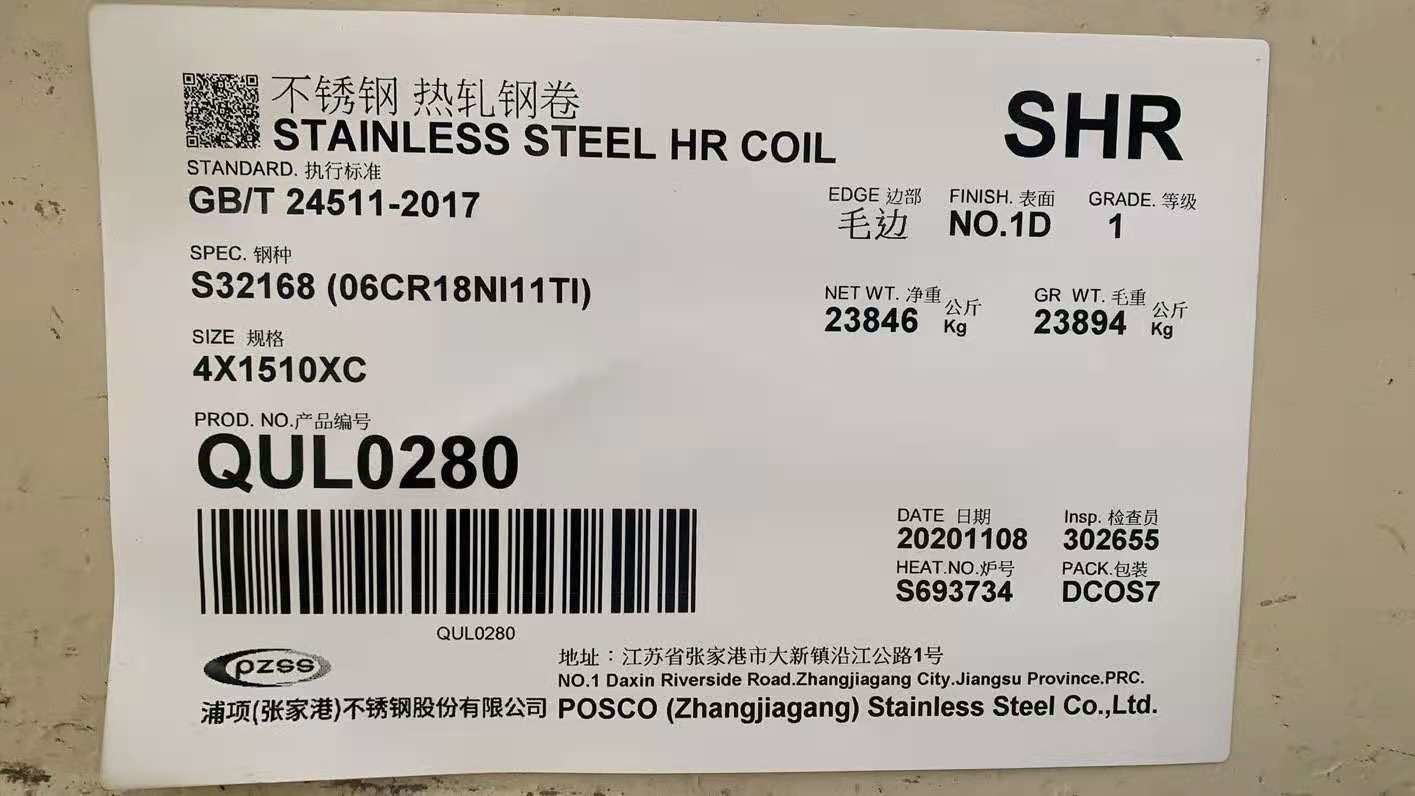 不锈钢 热轧钢卷
STAINLESS STEEL HR COIL
SHR
STANDARD. 执行标准
GB/T 24511-2017
EDGE 边部 FINISH. 表面 GRADE. 等级
毛边 NO.1D 1
SPEC. 钢种
S32168 (06CR18NI11TI)
NET WT. 净重 公斤 GR WT. 毛重 公斤
23846 Kg 23894 Kg
SIZE 规格
4X1510XC
PROD. NO.产品编号
QUL0280
DATE 日期 Insp. 检查员
20201108 302655
HEAT.NO.炉号 PACK.包装
S693734 DCOS7
QUL0280
pzss
地址：江苏省张家港市大新镇沿江公路1号
NO.1 Daxin Riverside Road.Zhangjiagang City.Jiangsu Province.PRC.
浦项(张家港)不锈钢股份有限公司 POSCO (Zhangjiagang) Stainless Steel Co.,Ltd.